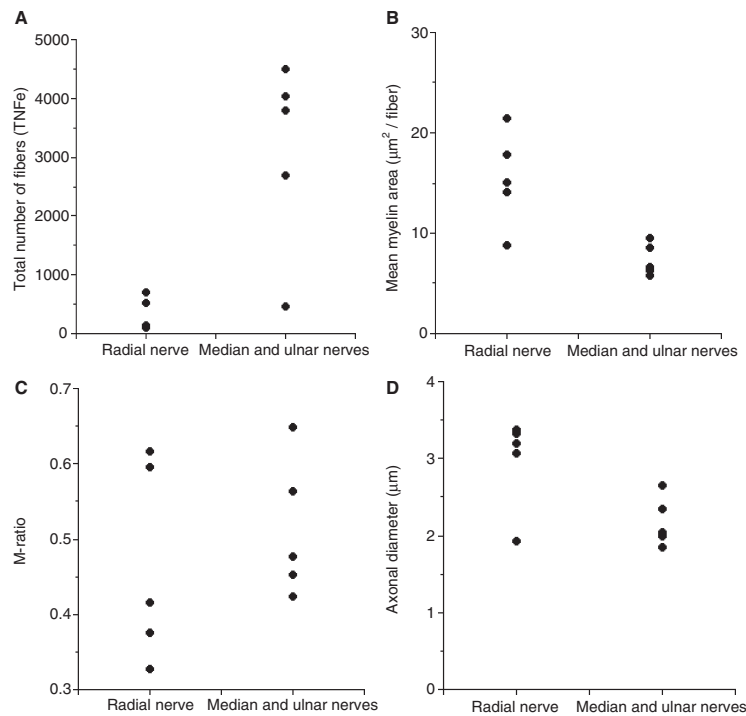 A
Total number of fibers (TNFe)
5000
4000
3000
2000
1000
0
Radial nerve
Median and ulnar nerves
B
Mean myelin area (μm² / fiber)
30
20
10
0
Radial nerve
Median and ulnar nerves
C
M-ratio
0.7
0.6
0.5
0.4
0.3
Radial nerve
Median and ulnar nerves
D
Axonal diameter (μm)
4
3
2
1
0
Radial nerve
Median and ulnar nerves